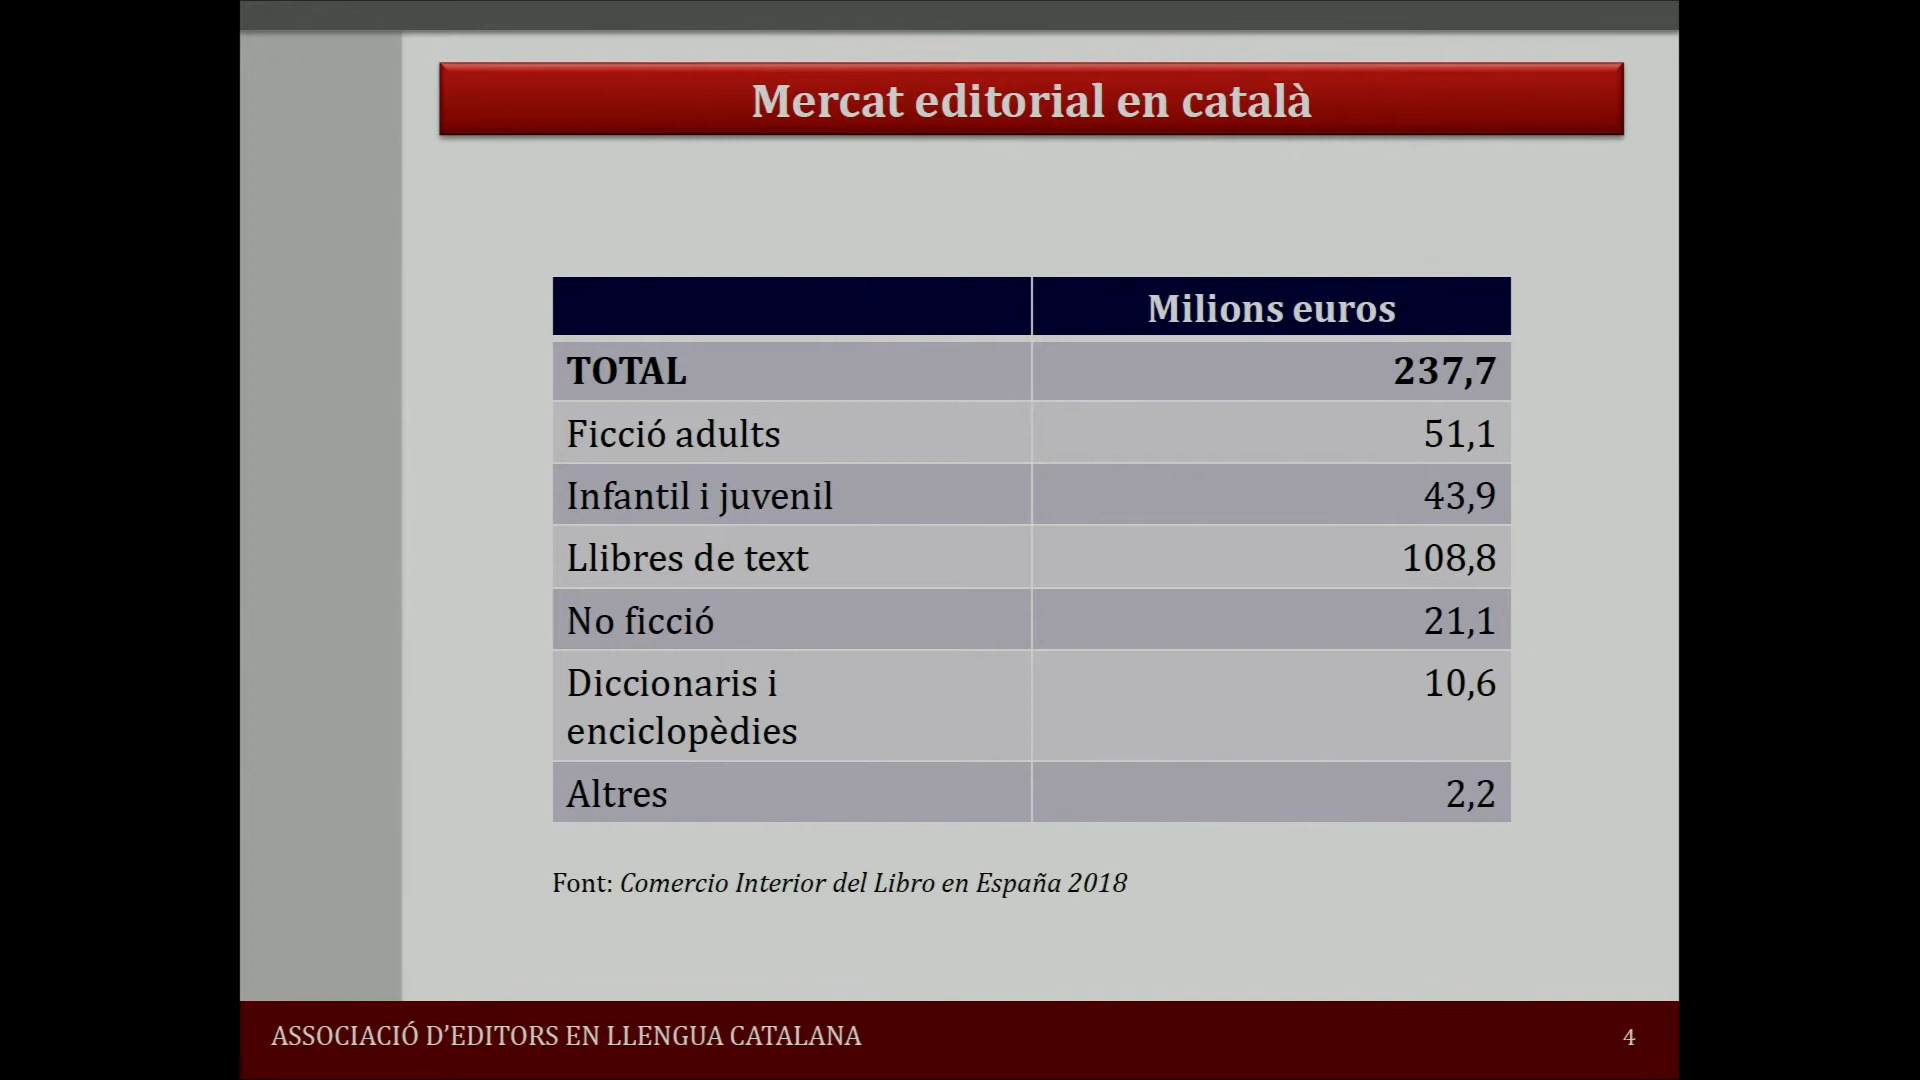 Mercat editorial en català
Milions euros
TOTAL 237,7
Ficció adults 51,1
Infantil i juvenil 43,9
Llibres de text 108,8
No ficció 21,1
Diccionaris i 10,6
enciclopèdies
Altres 2,2
Font: Comercio Interior del Libro en España 2018
ASSOCIACIÓ D’EDITORS EN LLENGUA CATALANA 4